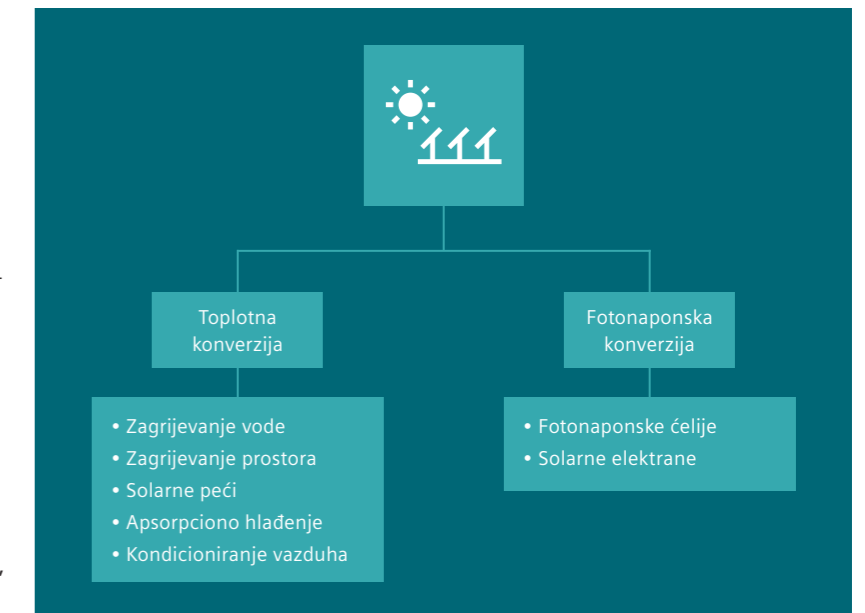 Toplotna
konverzija
Fotonaponska
konverzija
• Zagrijevanje vode
• Zagrijevanje prostora
• Solarne peći
• Apsorpciono hlađenje
• Kondicioniranje vazduha
• Fotonaponske ćelije
• Solarne elektrane